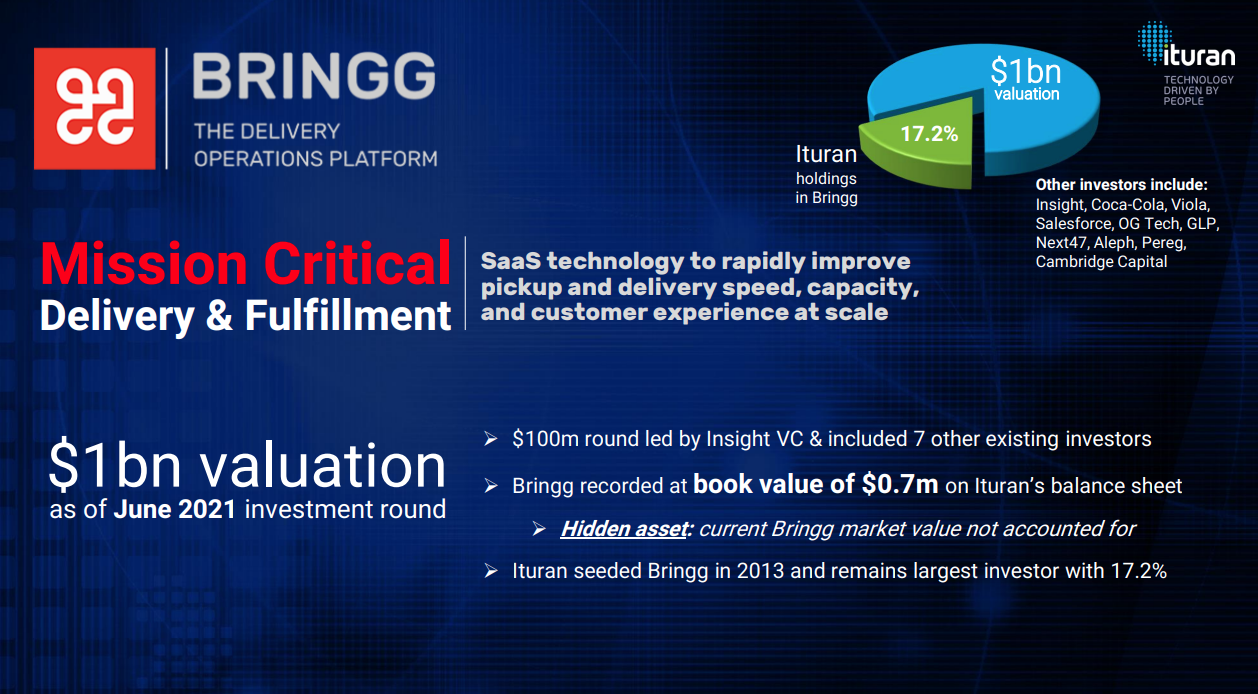 BRINGG
THE DELIVERY
OPERATIONS PLATFORM
$1bn
valuation
17.2%
Ituran
holdings
in Bringg
ituran
TECHNOLOGY
DRIVEN BY
PEOPLE
Other investors include:
Insight, Coca-Cola, Viola,
Salesforce, OG Tech, GLP,
Next47, Aleph, Pereg,
Cambridge Capital
Mission Critical
Delivery & Fulfillment
SaaS technology to rapidly improve
pickup and delivery speed, capacity,
and customer experience at scale
$1bn valuation
as of June 2021 investment round
➢ $100m round led by Insight VC & included 7 other existing investors
➢ Bringg recorded at book value of $0.7m on Ituran’s balance sheet
➢ Hidden asset: current Bringg market value not accounted for
➢ Ituran seeded Bringg in 2013 and remains largest investor with 17.2%